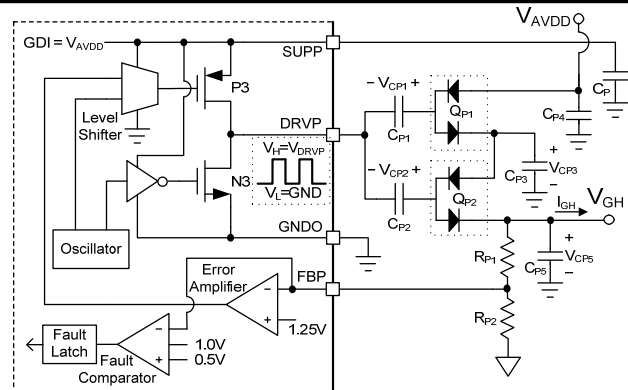 V_AVDD
GDI = V_AVDD
SUPP
P3
Level
Shifter
DRVP
V_H=V_DRVP
V_L=GND
N3
GNDO
Oscillator
Error
Amplifier
FBP
1.25V
Fault
Latch
Fault
Comparator
1.0V
0.5V
− V_CP1 +
C_P1
Q_P1
C_P
C_P4
− V_CP2 +
C_P2
Q_P2
C_P3
+
V_CP3
−
I_GH
V_GH
R_P1
C_P5
+
V_CP5
−
R_P2
−
+
−
+